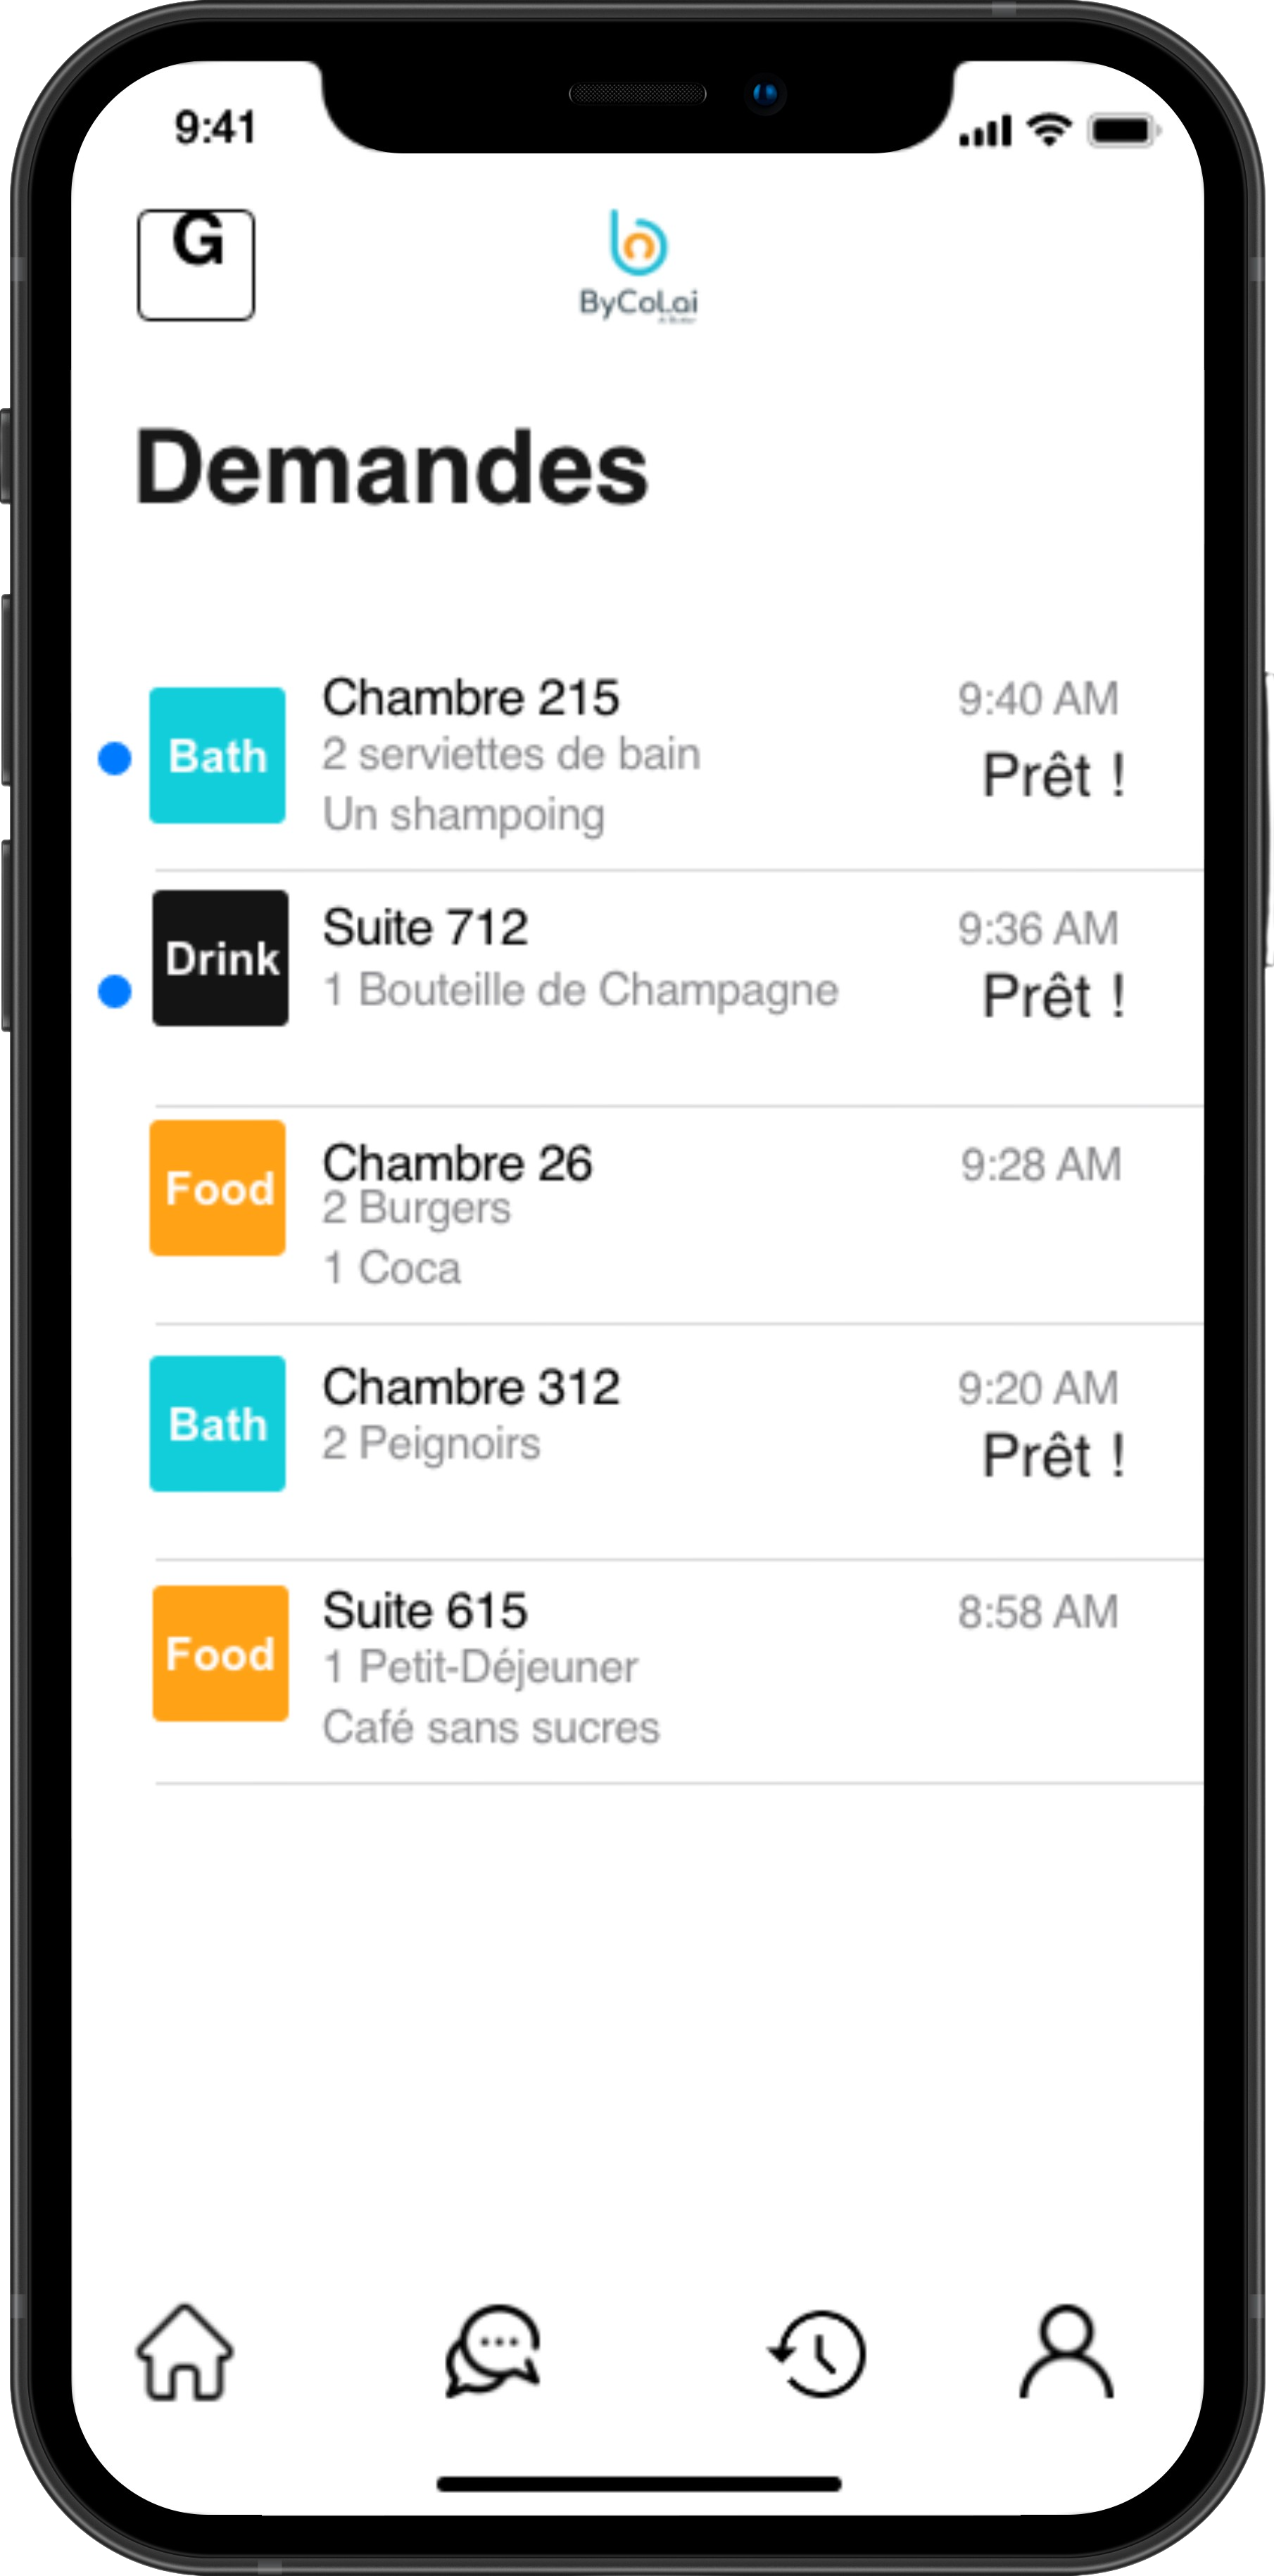 9:41
G
ByCoLai
Demandes
Bath
Chambre 215
9:40 AM
2 serviettes de bain
Prêt !
Un shampoing
Drink
Suite 712
9:36 AM
1 Bouteille de Champagne
Prêt !
Food
Chambre 26
9:28 AM
2 Burgers
1 Coca
Bath
Chambre 312
9:20 AM
2 Peignoirs
Prêt !
Food
Suite 615
8:58 AM
1 Petit-Déjeuner
Café sans sucres